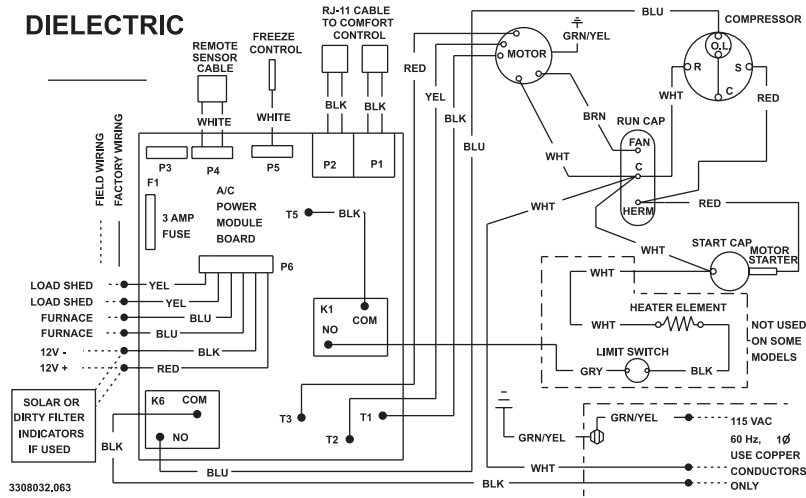 DIELECTRIC
REMOTE
SENSOR
CABLE
FREEZE
CONTROL
RJ-11 CABLE
TO COMFORT
CONTROL
WHITE
WHITE
BLK
BLK
P3
P4
P5
P2
P1
FIELD WIRING
FACTORY WIRING
F1
3 AMP
FUSE
A/C
POWER
MODULE
BOARD
T5
BLK
P6
LOAD SHED
YEL
LOAD SHED
YEL
FURNACE
BLU
FURNACE
BLU
12V -
BLK
12V +
RED
K1
COM
NO
SOLAR OR
DIRTY FILTER
INDICATORS
IF USED
K6
COM
NO
BLK
T3
T2
T1
BLU
RED
YEL
BLK
BLU
MOTOR
GRN/YEL
BLU
COMPRESSOR
O.L.
R
S
C
WHT
RED
BRN
RUN CAP
FAN
C
HERM
WHT
WHT
RED
WHT
START CAP
MOTOR
STARTER
WHT
HEATER ELEMENT
WHT
LIMIT SWITCH
GRY
BLK
NOT USED
ON SOME
MODELS
GRN/YEL
GRN/YEL
115 VAC
60 Hz, 1Ø
USE COPPER
CONDUCTORS
ONLY
WHT
BLK
3308032.063